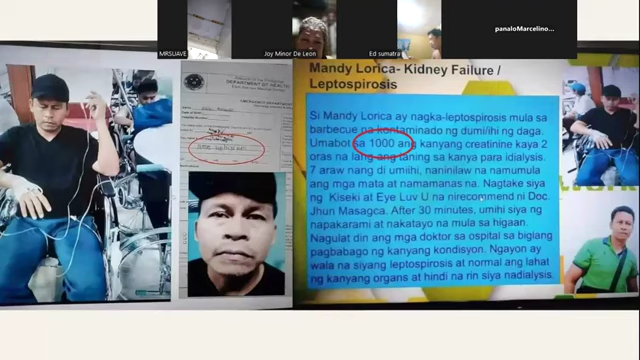 MRSUAVE
Joy Minor De Leon
Ed sumatra
panaloMarcelino...
DEPARTMENT OF HEALTH
Mandy Lorica- Kidney Failure /
Leptospirosis
Si Mandy Lorica ay nagka-leptospirosis mula sa
barbecue na kontaminado ng dumi/ihi ng daga.
Umabot sa 1000 ang kanyang creatinine kaya 2
oras na lang ang taning sa kanya para idialysis.
7 araw nang di umiihi, naninilaw na namumula
ang mga mata at namamanas na. Nagtake siya
ng Kiseki at Eye Luv U na nirecommend ni Doc.
Jhun Masagca. After 30 minutes, umihi siya ng
napakarami at nakatayo na mula sa higaan.
Nagulat din ang mga doktor sa ospital sa biglang
pagbabago ng kanyang kondisyon. Ngayon ay
wala na siyang leptospirosis at normal ang lahat
ng kanyang organs at hindi na rin siya nadialysis.